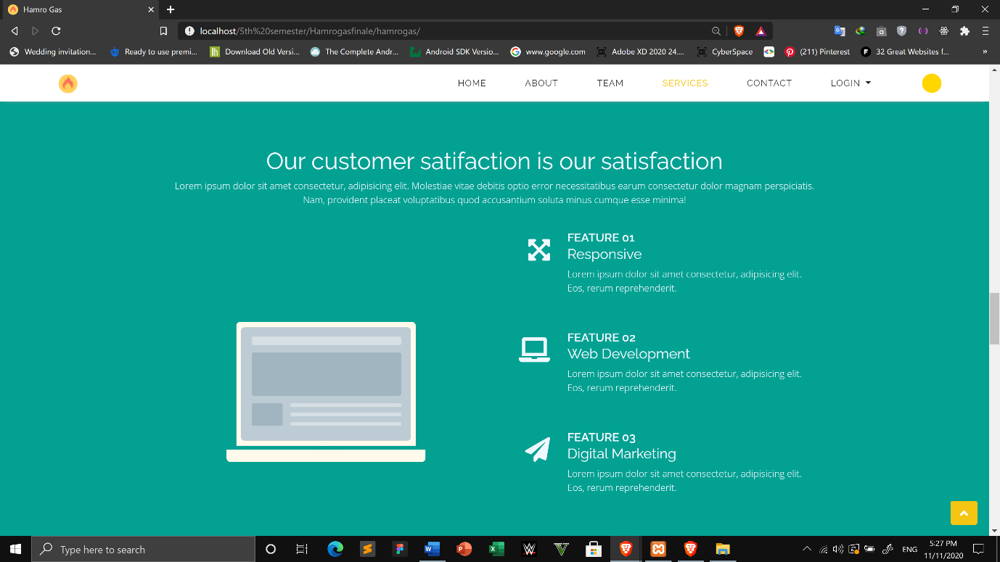 Hamro Gas
localhost/5th%20semester/Hamrogasfinale/hamrogas/
Wedding invitation... Ready to use premi... Download Old Versi... The Complete Andr... Android SDK Versio... www.google.com Adobe XD 2020 24.... CyberSpace (211) Pinterest 32 Great Websites f... »
HOME ABOUT TEAM SERVICES CONTACT LOGIN
Our customer satifaction is our satisfaction
Lorem ipsum dolor sit amet consectetur, adipisicing elit. Molestiae vitae debitis optio error necessitatibus earum consectetur dolor magnam perspiciatis.
Nam, provident placeat voluptatibus quod accusantium soluta minus cumque esse minima!
FEATURE 01
Responsive
Lorem ipsum dolor sit amet consectetur, adipisicing elit.
Eos, rerum reprehenderit.
FEATURE 02
Web Development
Lorem ipsum dolor sit amet consectetur, adipisicing elit.
Eos, rerum reprehenderit.
FEATURE 03
Digital Marketing
Lorem ipsum dolor sit amet consectetur, adipisicing elit.
Eos, rerum reprehenderit.
Type here to search
ENG
5:27 PM
11/11/2020